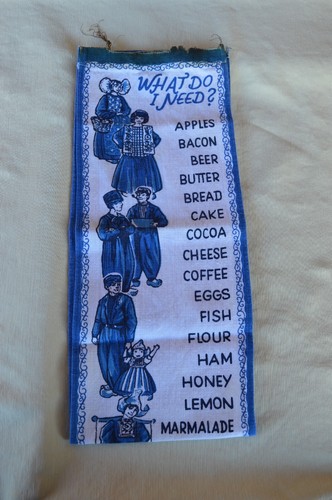 WHAT DO
I NEED?
APPLES
BACON
BEER
BUTTER
BREAD
CAKE
COCOA
CHEESE
COFFEE
EGGS
FISH
FLOUR
HAM
HONEY
LEMON
MARMALADE